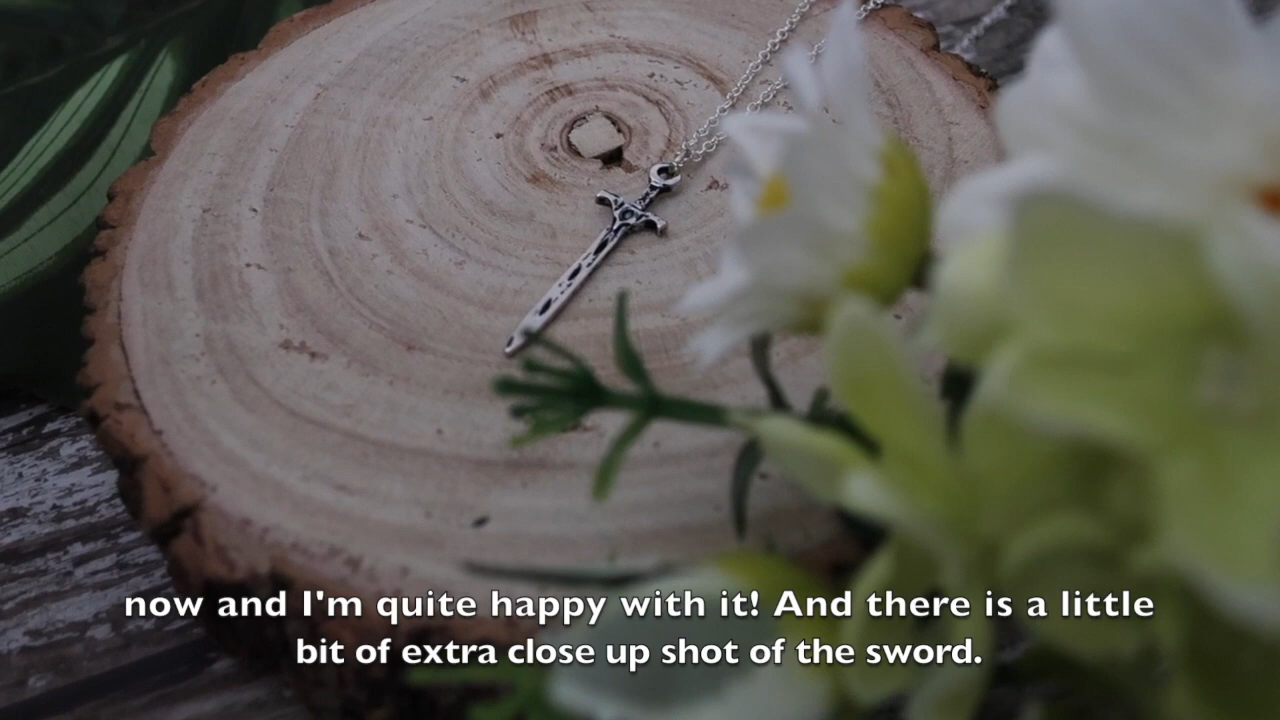 now and I'm quite happy with it! And there is a little
bit of extra close up shot of the sword.